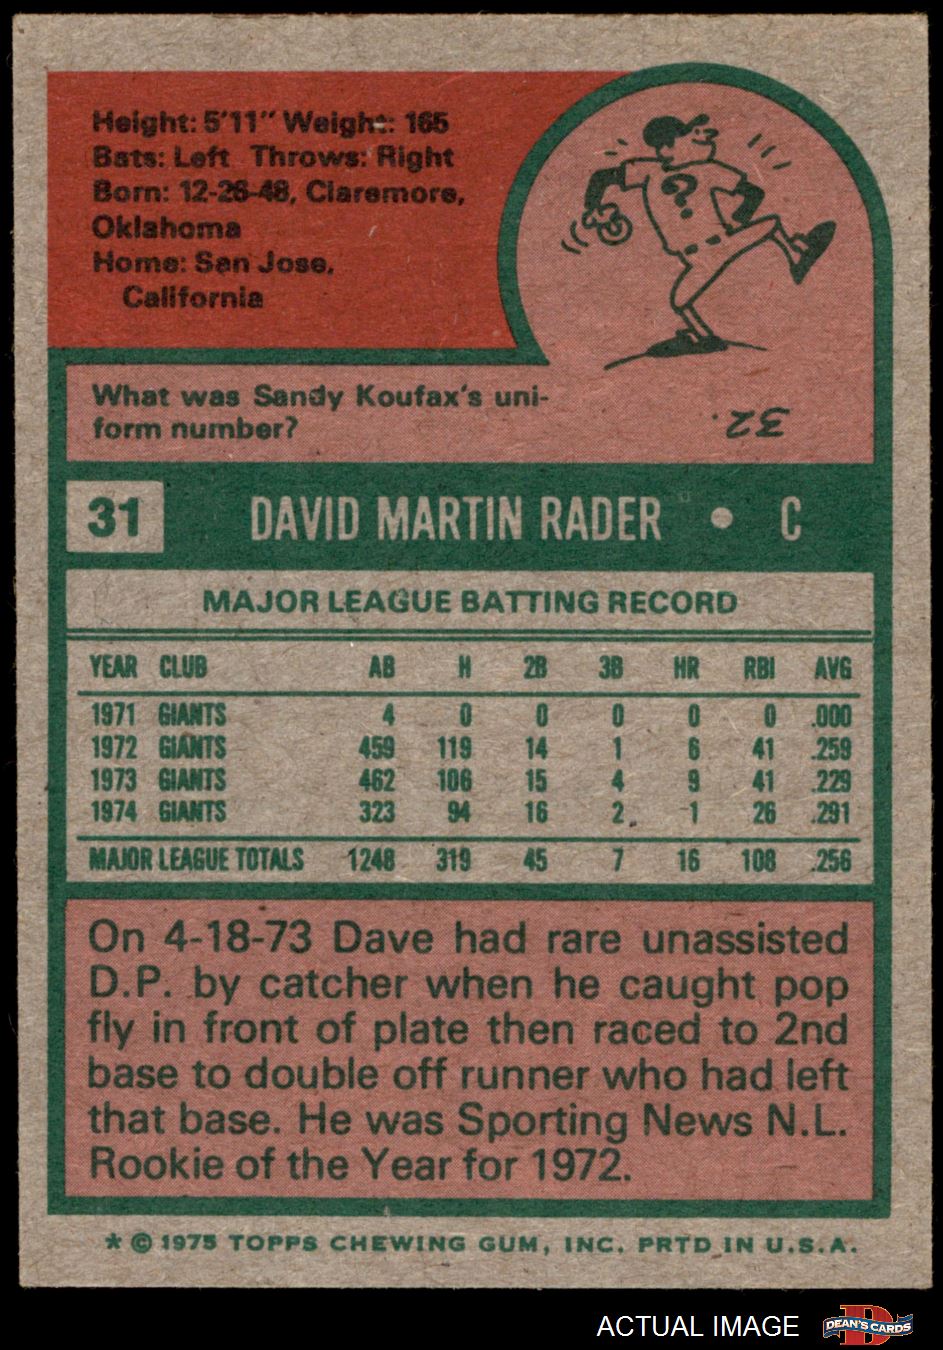 Height: 5'11" Weight: 165
Bats: Left Throws: Right
Born: 12-26-48, Claremore,
Oklahoma
Home: San Jose,
California
?
What was Sandy Koufax's uni-
form number?
32.
31 DAVID MARTIN RADER • C
MAJOR LEAGUE BATTING RECORD
YEAR CLUB AB H 2B 3B HR RBI AVG
1971 GIANTS 4 0 0 0 0 0 .000
1972 GIANTS 459 119 14 1 6 41 .259
1973 GIANTS 462 106 15 4 9 41 .229
1974 GIANTS 323 94 16 2 1 26 .291
MAJOR LEAGUE TOTALS 1248 319 45 7 16 108 .256
On 4-18-73 Dave had rare unassisted
D.P. by catcher when he caught pop
fly in front of plate then raced to 2nd
base to double off runner who had left
that base. He was Sporting News N.L.
Rookie of the Year for 1972.
* © 1975 TOPPS CHEWING GUM, INC. PRTD IN U.S.A.
ACTUAL IMAGE
D
DEAN'S CARDS